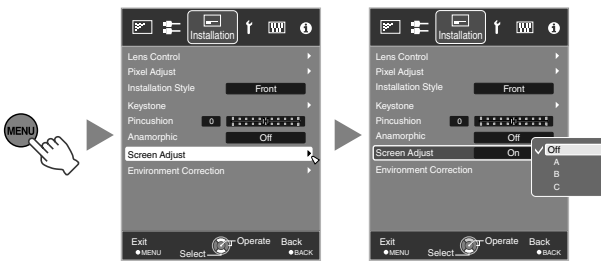 MENU
Installation
Lens Control
Pixel Adjust
Installation Style Front
Keystone
Pincushion 0
Anamorphic Off
Screen Adjust
Environment Correction
Exit Operate Back
MENU Select BACK
Installation
Lens Control
Pixel Adjust
Installation Style Front
Keystone
Pincushion 0
Anamorphic Off
Screen Adjust On
Off
A
B
C
Environment Correction
Exit Operate Back
MENU Select BACK